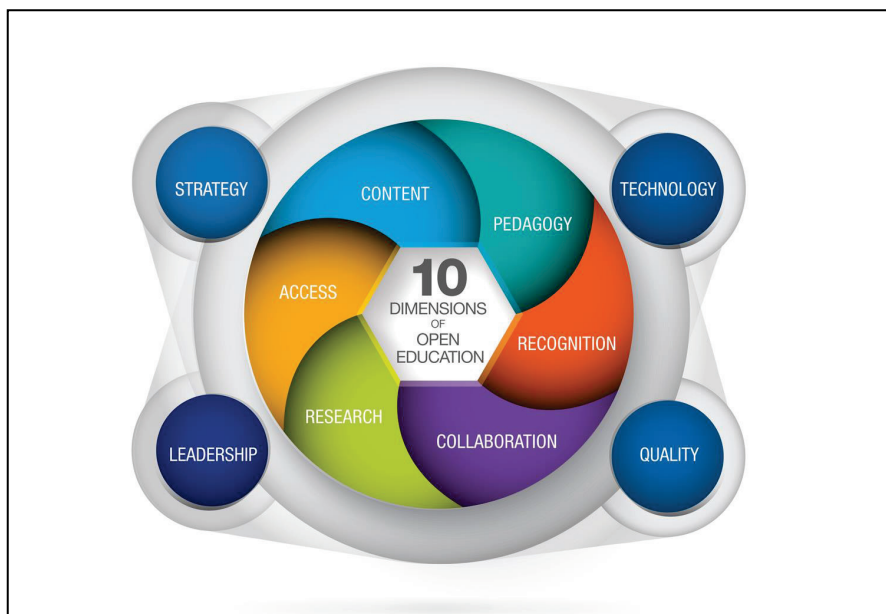 STRATEGY
TECHNOLOGY
CONTENT
PEDAGOGY
ACCESS
10
DIMENSIONS
OF
OPEN
EDUCATION
RECOGNITION
RESEARCH
COLLABORATION
LEADERSHIP
QUALITY